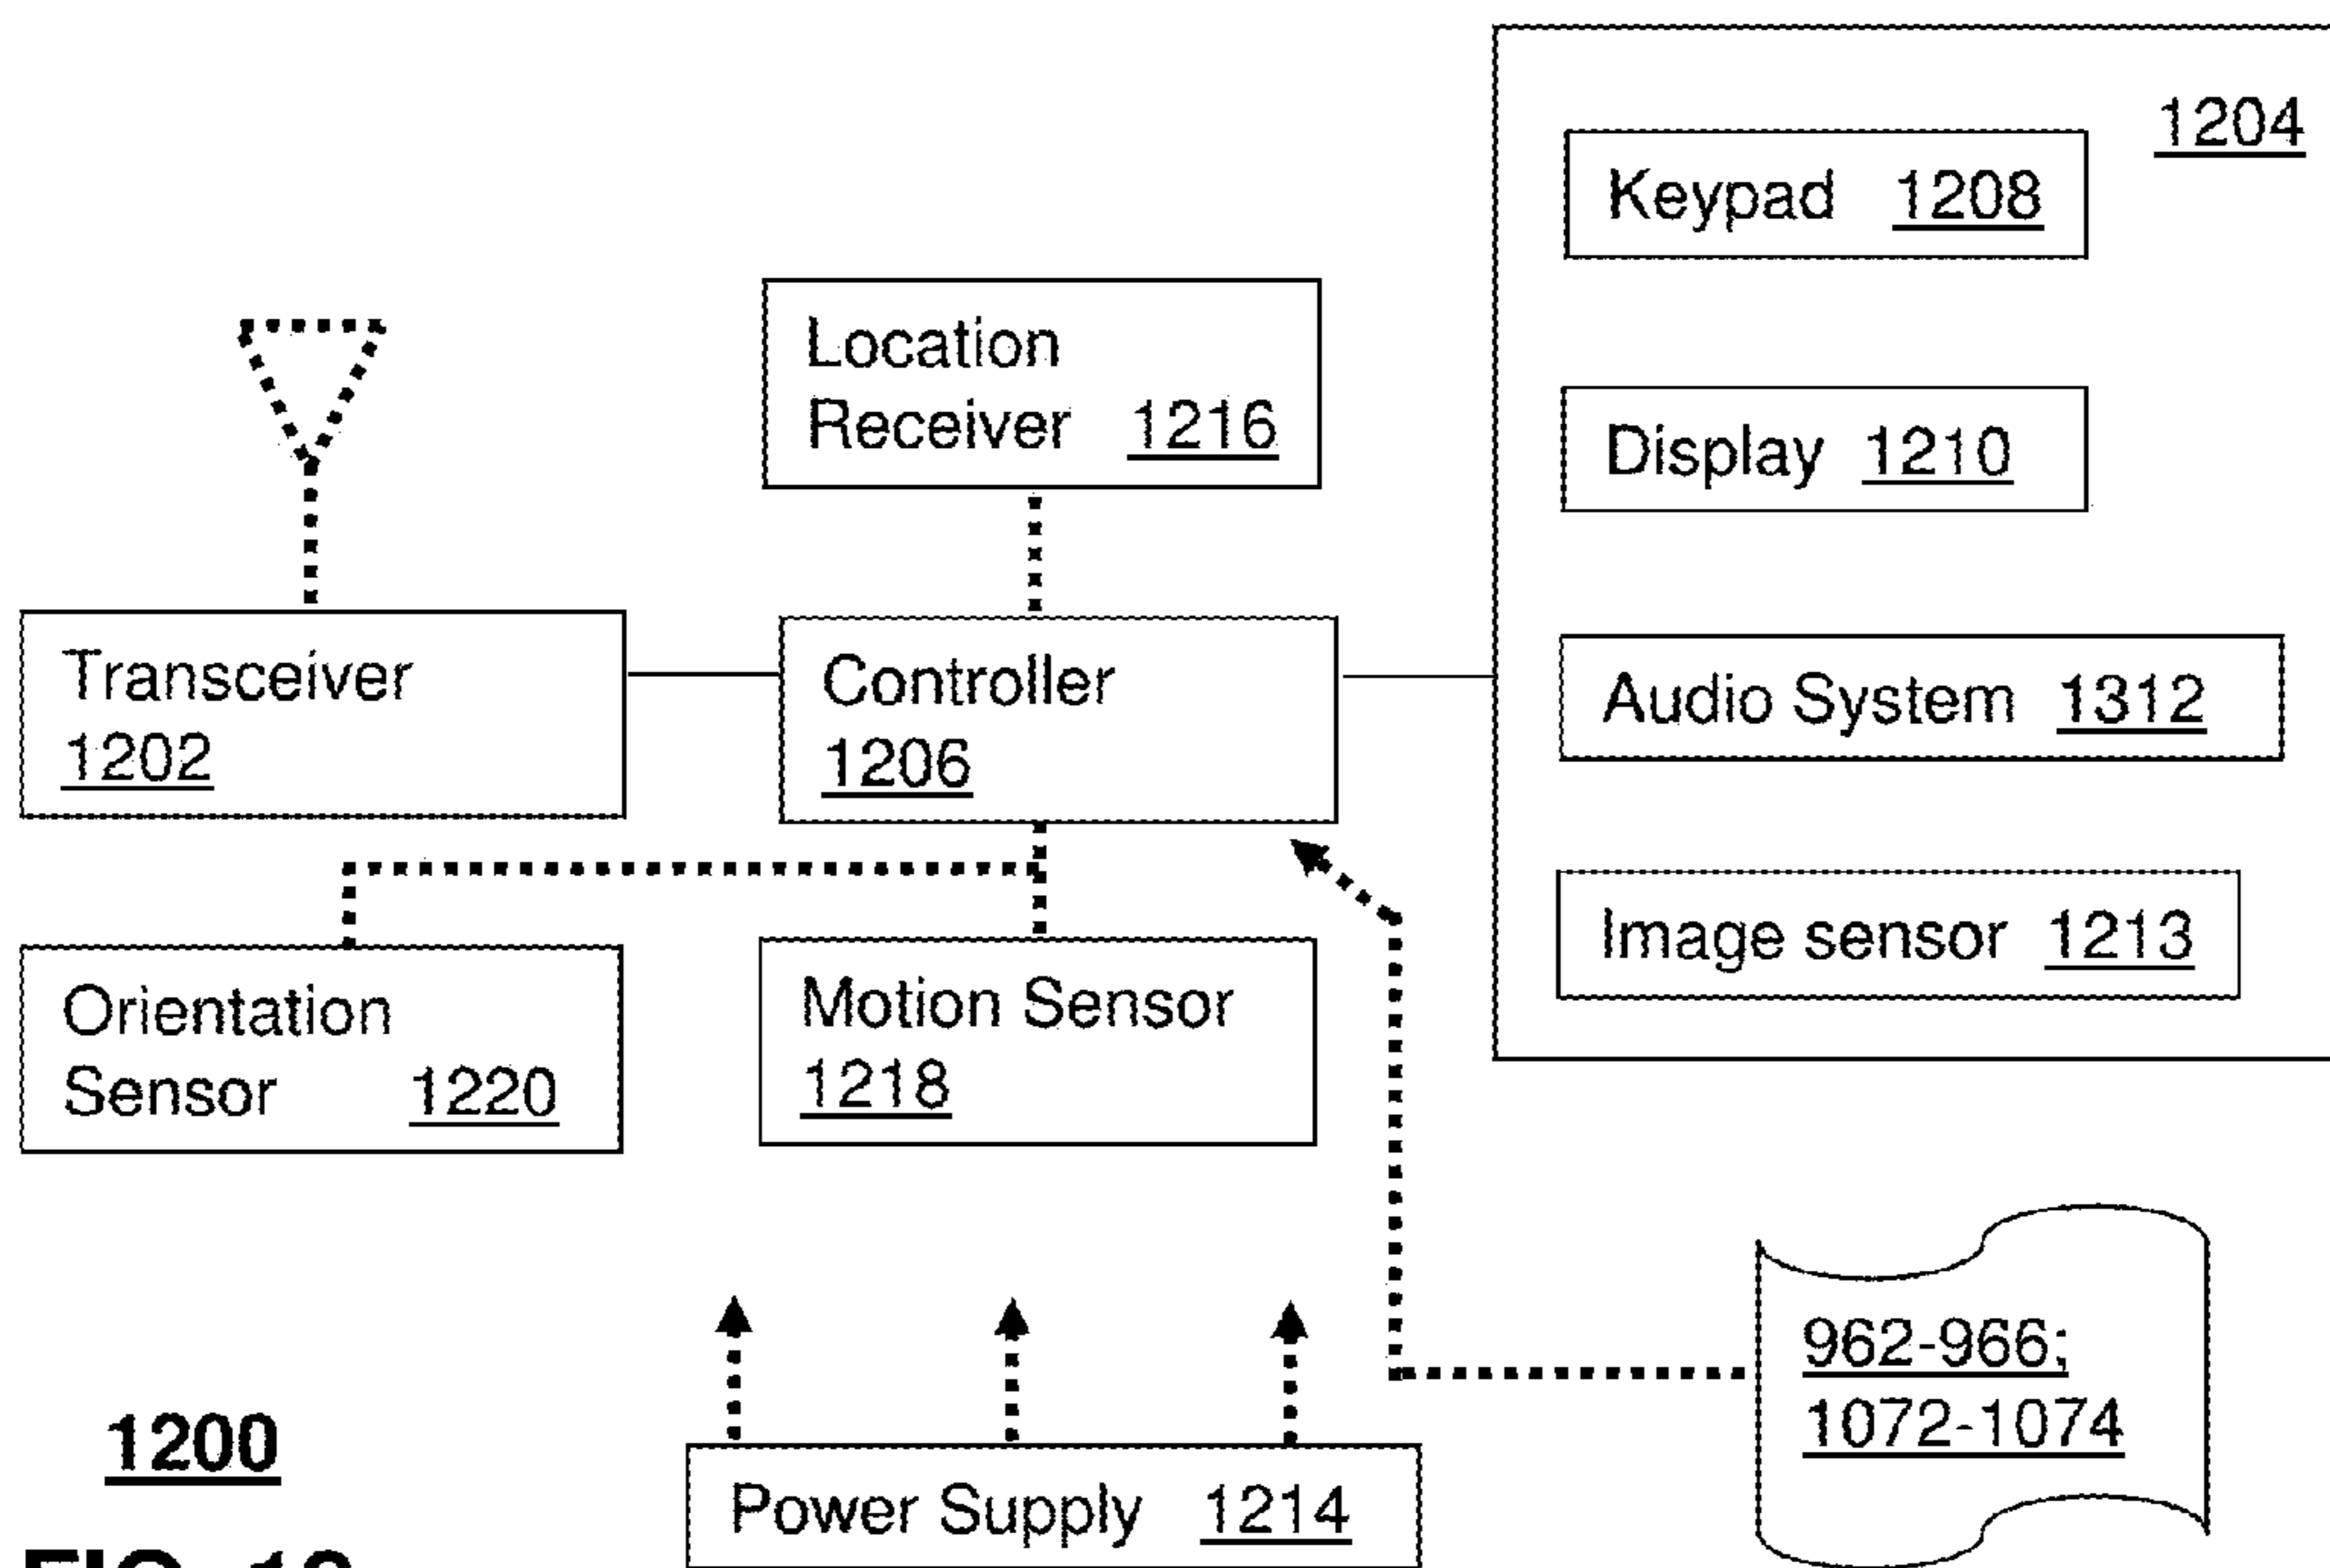 1204
Keypad 1208
Location
Receiver 1216
Display 1210
Transceiver
1202
Controller
1206
Audio System 1312
Image sensor 1213
Orientation
Sensor 1220
Motion Sensor
1218
962-966;
1072-1074
1200
Power Supply 1214